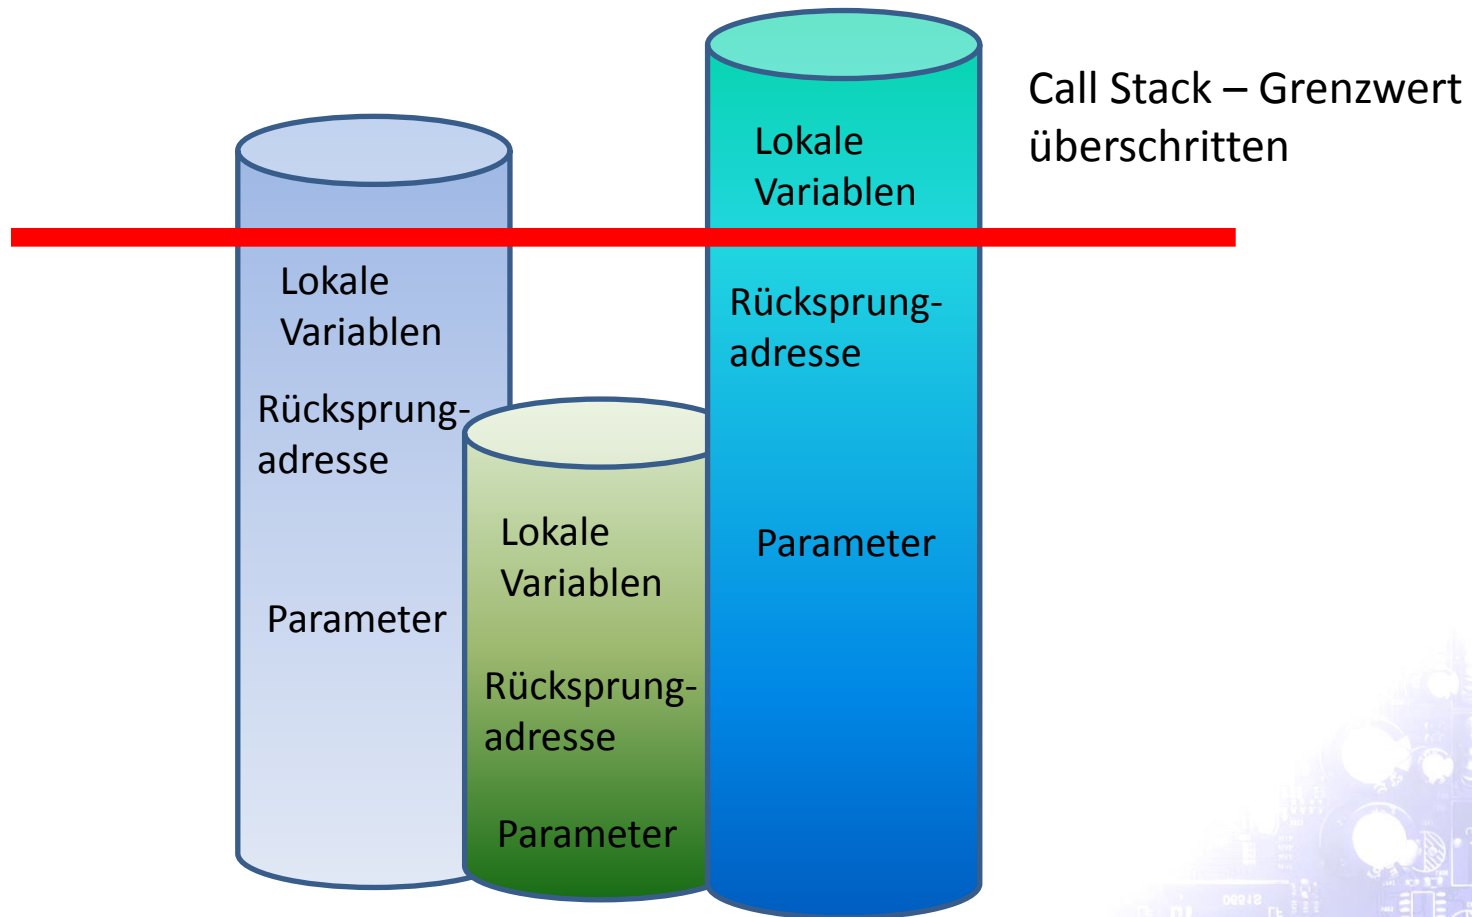 Call Stack – Grenzwert
überschritten
Lokale
Variablen
Rücksprung-
adresse
Parameter
Lokale
Variablen
Rücksprung-
adresse
Parameter
Lokale
Variablen
Rücksprung-
adresse
Parameter